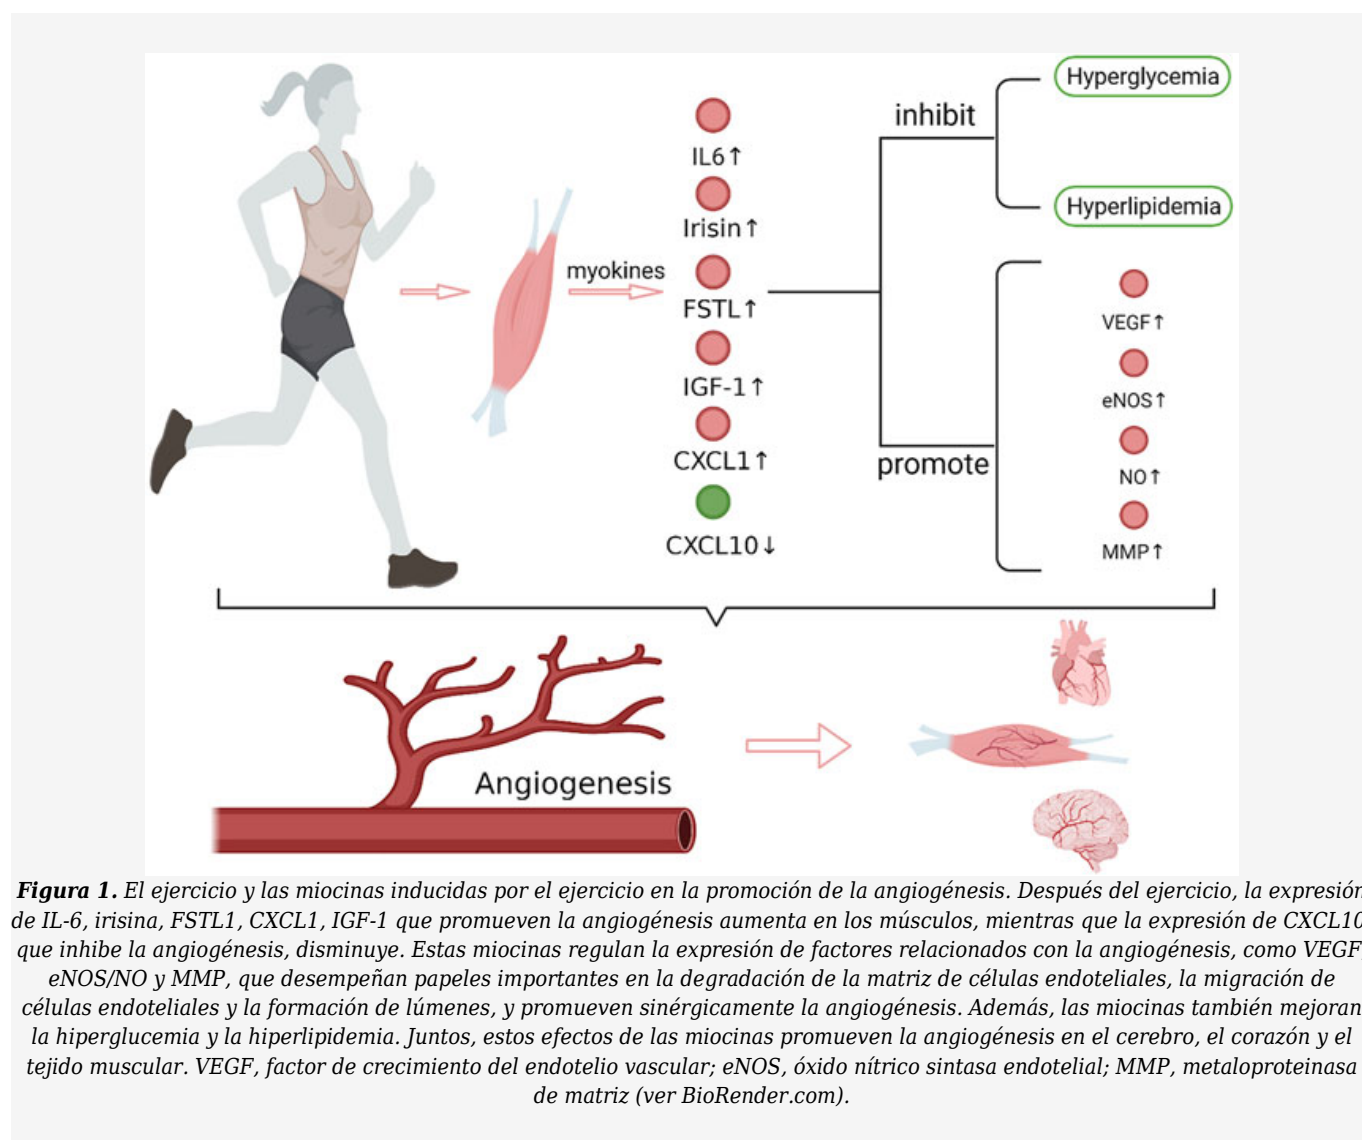 Hyperglycemia
inhibit
IL6↑
Hyperlipidemia
Irisin↑
myokines
FSTL↑
VEGF↑
IGF-1↑
eNOS↑
CXCL1↑
promote
NO↑
CXCL10↓
MMP↑
Angiogenesis
Figura 1. El ejercicio y las miocinas inducidas por el ejercicio en la promoción de la angiogénesis. Después del ejercicio, la expresión
de IL-6, irisina, FSTL1, CXCL1, IGF-1 que promueven la angiogénesis aumenta en los músculos, mientras que la expresión de CXCL10
que inhibe la angiogénesis, disminuye. Estas miocinas regulan la expresión de factores relacionados con la angiogénesis, como VEGF,
eNOS/NO y MMP, que desempeñan papeles importantes en la degradación de la matriz de células endoteliales, la migración de
células endoteliales y la formación de lúmenes, y promueven sinérgicamente la angiogénesis. Además, las miocinas también mejoran
la hiperglucemia y la hiperlipidemia. Juntos, estos efectos de las miocinas promueven la angiogénesis en el cerebro, el corazón y el
tejido muscular. VEGF, factor de crecimiento del endotelio vascular; eNOS, óxido nítrico sintasa endotelial; MMP, metaloproteinasa
de matriz (ver BioRender.com).